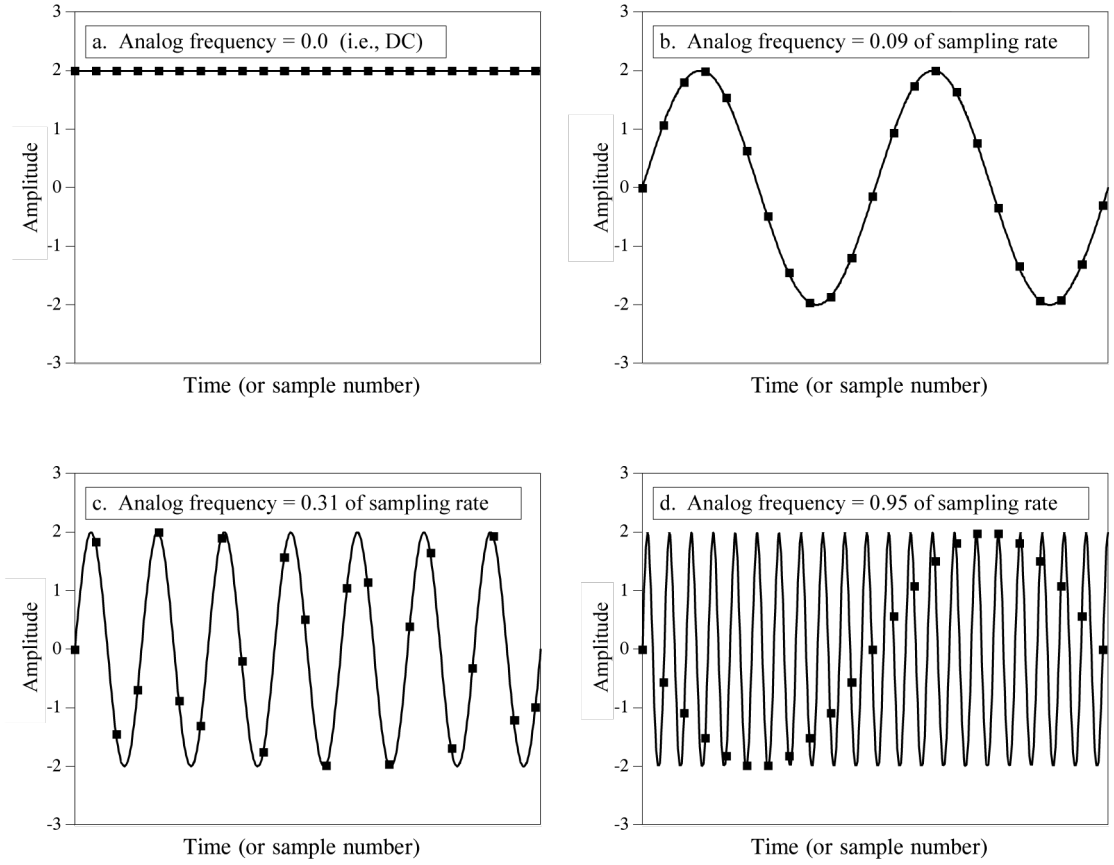 3
a. Analog frequency = 0.0 (i.e., DC)
2
1
0
-1
-2
-3
Amplitude
Time (or sample number)
3
b. Analog frequency = 0.09 of sampling rate
2
1
0
-1
-2
-3
Amplitude
Time (or sample number)
3
c. Analog frequency = 0.31 of sampling rate
2
1
0
-1
-2
-3
Amplitude
Time (or sample number)
3
d. Analog frequency = 0.95 of sampling rate
2
1
0
-1
-2
-3
Amplitude
Time (or sample number)